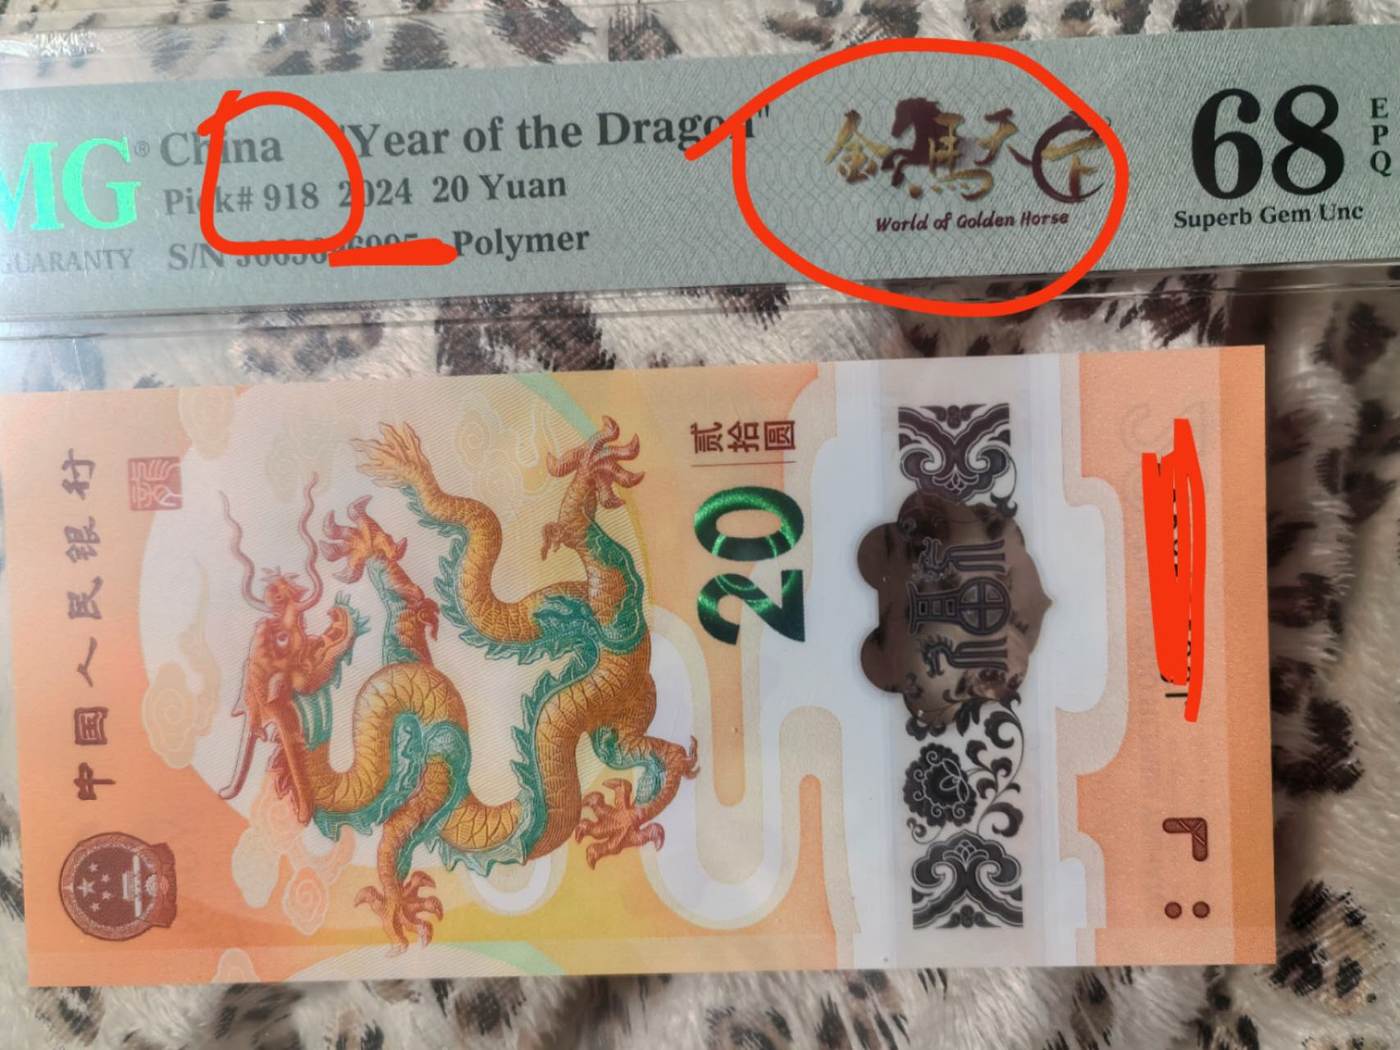 MG®
GUARANTY
China "Year of the Dragon"
Pick# 918 2024 20 Yuan
S/N Polymer
金馬天下
World of Golden Horse
68
EPQ
Superb Gem Unc
中国人民银行
贰拾圆
20